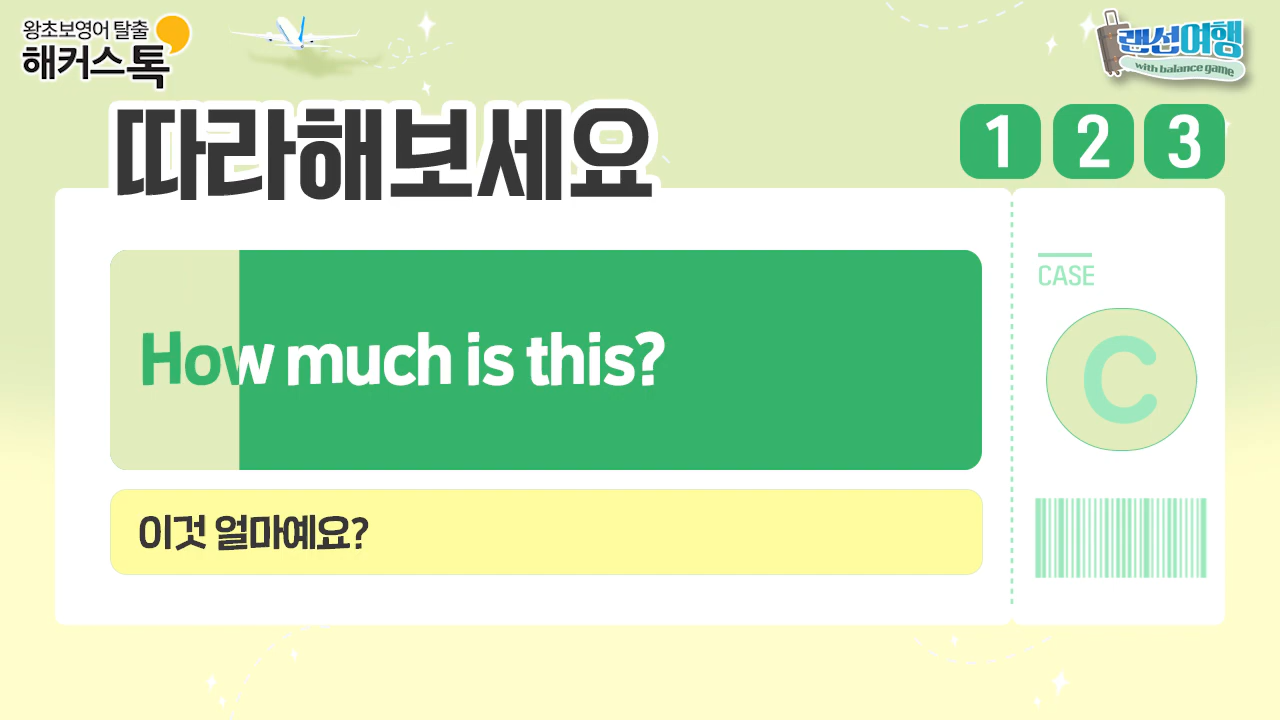 왕초보영어 탈출
해커스톡
랜선여행
with balance game
따라해보세요
1 2 3
How much is this?
이것 얼마예요?
CASE
C